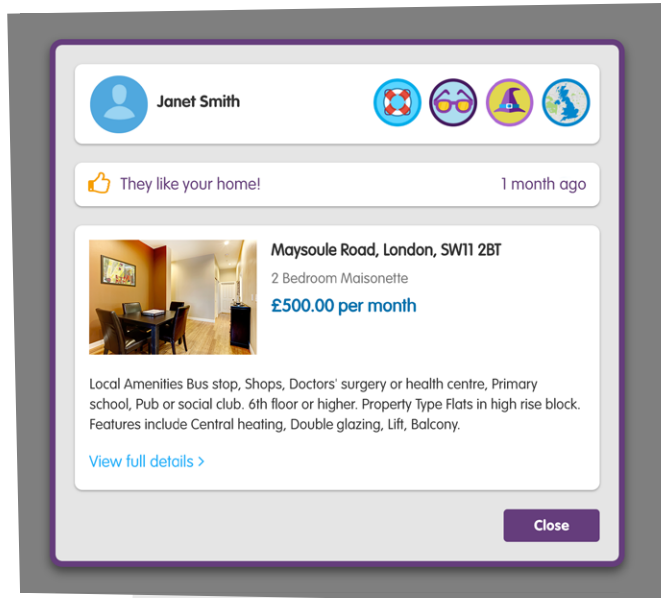 Janet Smith
They like your home!
1 month ago
Maysoule Road, London, SW11 2BT
2 Bedroom Maisonette
£500.00 per month
Local Amenities Bus stop, Shops, Doctors' surgery or health centre, Primary
school, Pub or social club. 6th floor or higher. Property Type Flats in high rise block.
Features include Central heating, Double glazing, Lift, Balcony.
View full details >
Close